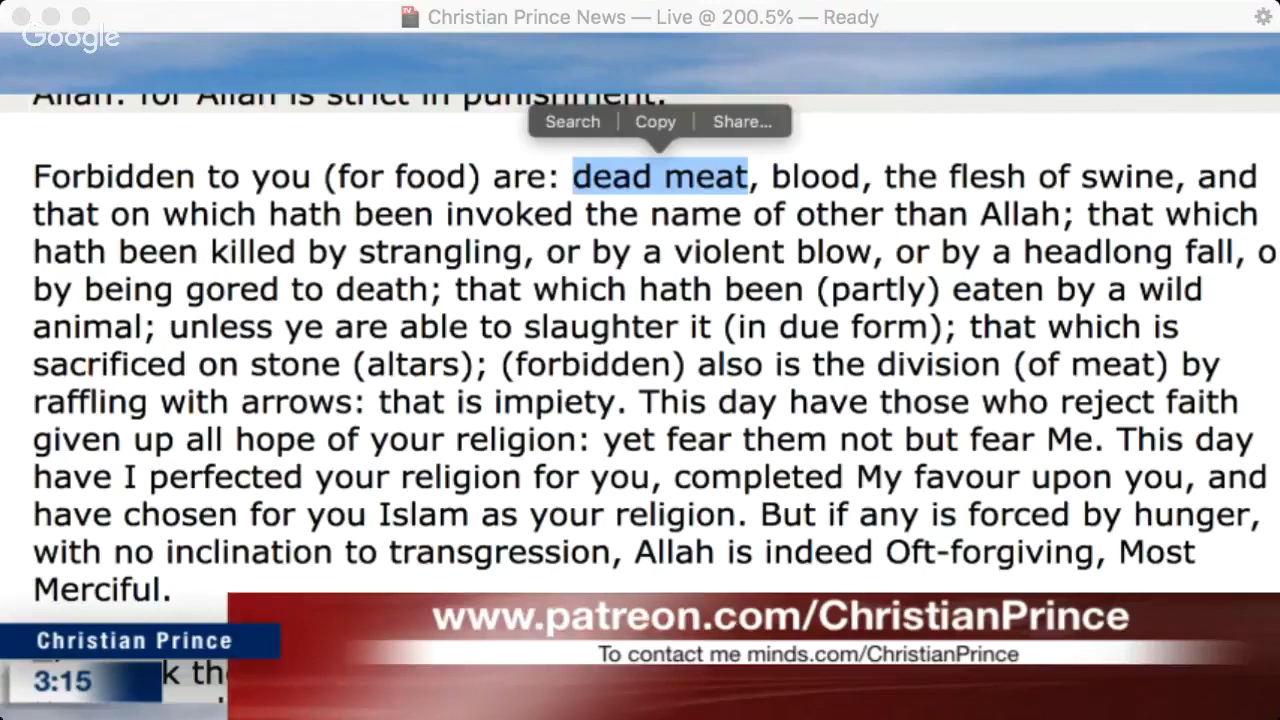 Christian Prince News — Live @ 200.5% — Ready
Google
Allah: for Allah is strict in punishment.
Search Copy Share...
Forbidden to you (for food) are: dead meat, blood, the flesh of swine, and
that on which hath been invoked the name of other than Allah; that which
hath been killed by strangling, or by a violent blow, or by a headlong fall, o
by being gored to death; that which hath been (partly) eaten by a wild
animal; unless ye are able to slaughter it (in due form); that which is
sacrificed on stone (altars); (forbidden) also is the division (of meat) by
raffling with arrows: that is impiety. This day have those who reject faith
given up all hope of your religion: yet fear them not but fear Me. This day
have I perfected your religion for you, completed My favour upon you, and
have chosen for you Islam as your religion. But if any is forced by hunger,
with no inclination to transgression, Allah is indeed Oft-forgiving, Most
Merciful.
www.patreon.com/ChristianPrince
Christian Prince
To contact me minds.com/ChristianPrince
3:15
k th